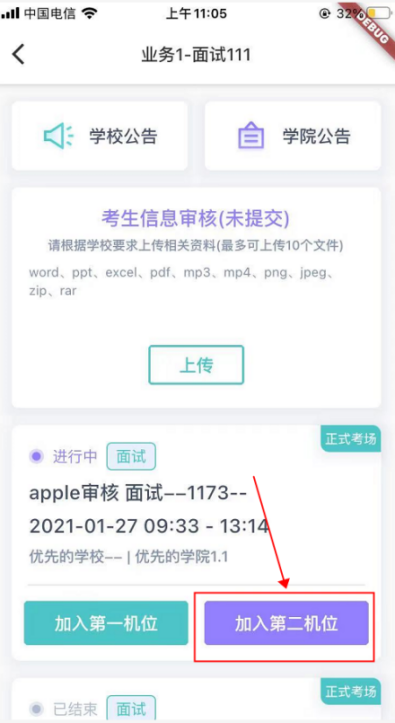 中国电信 上午11:05 32%
DEBUG
业务1-面试111
学校公告 学院公告
考生信息审核(未提交)
请根据学校要求上传相关资料(最多可上传10个文件)
word、ppt、excel、pdf、mp3、mp4、png、jpeg、
zip、rar
上传
正式考场
进行中 面试
apple审核 面试--1173--
2021-01-27 09:33 - 13:14
优先的学校-- | 优先的学院1.1
加入第一机位 加入第二机位
正式考场
已结束 面试